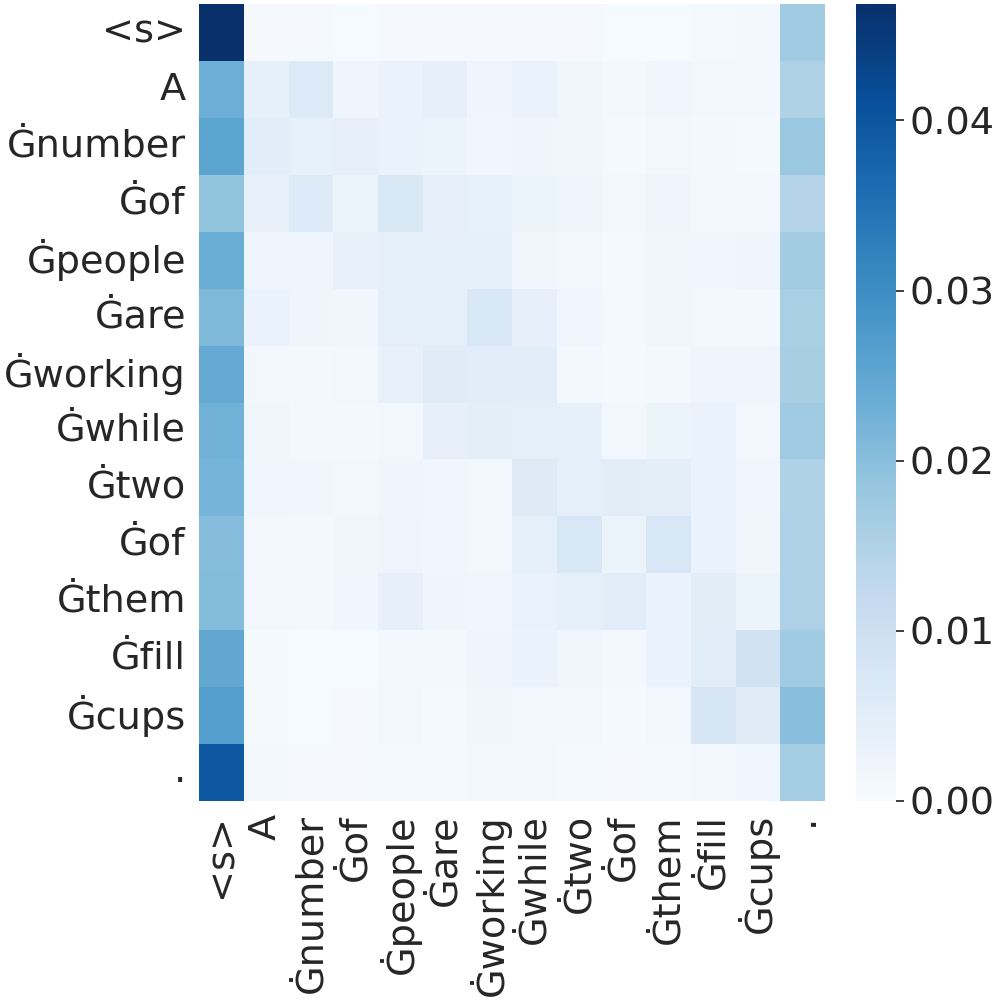 <s>
A
Ġnumber
Ġof
Ġpeople
Ġare
Ġworking
Ġwhile
Ġtwo
Ġof
Ġthem
Ġfill
Ġcups
.
<s>
A
Ġnumber
Ġof
Ġpeople
Ġare
Ġworking
Ġwhile
Ġtwo
Ġof
Ġthem
Ġfill
Ġcups
.
0.04
0.03
0.02
0.01
0.00